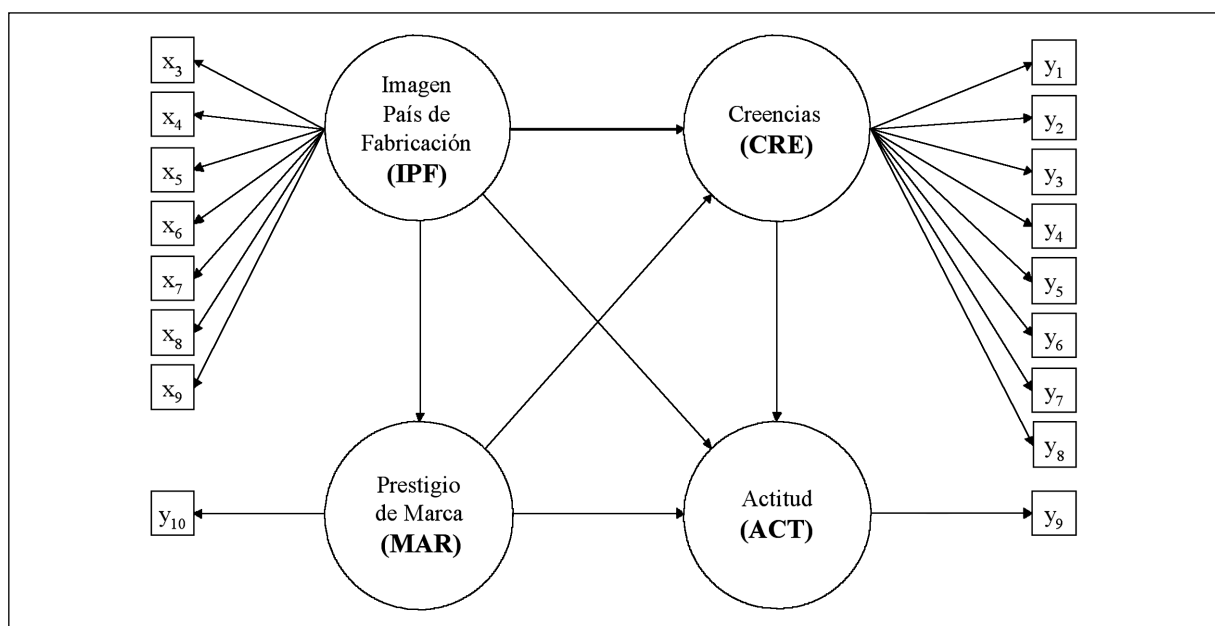 x3
x4
x5
x6
x7
x8
x9
Imagen
País de
Fabricación
(IPF)
Creencias
(CRE)
y1
y2
y3
y4
y5
y6
y7
y8
y10
Prestigio
de Marca
(MAR)
Actitud
(ACT)
y9